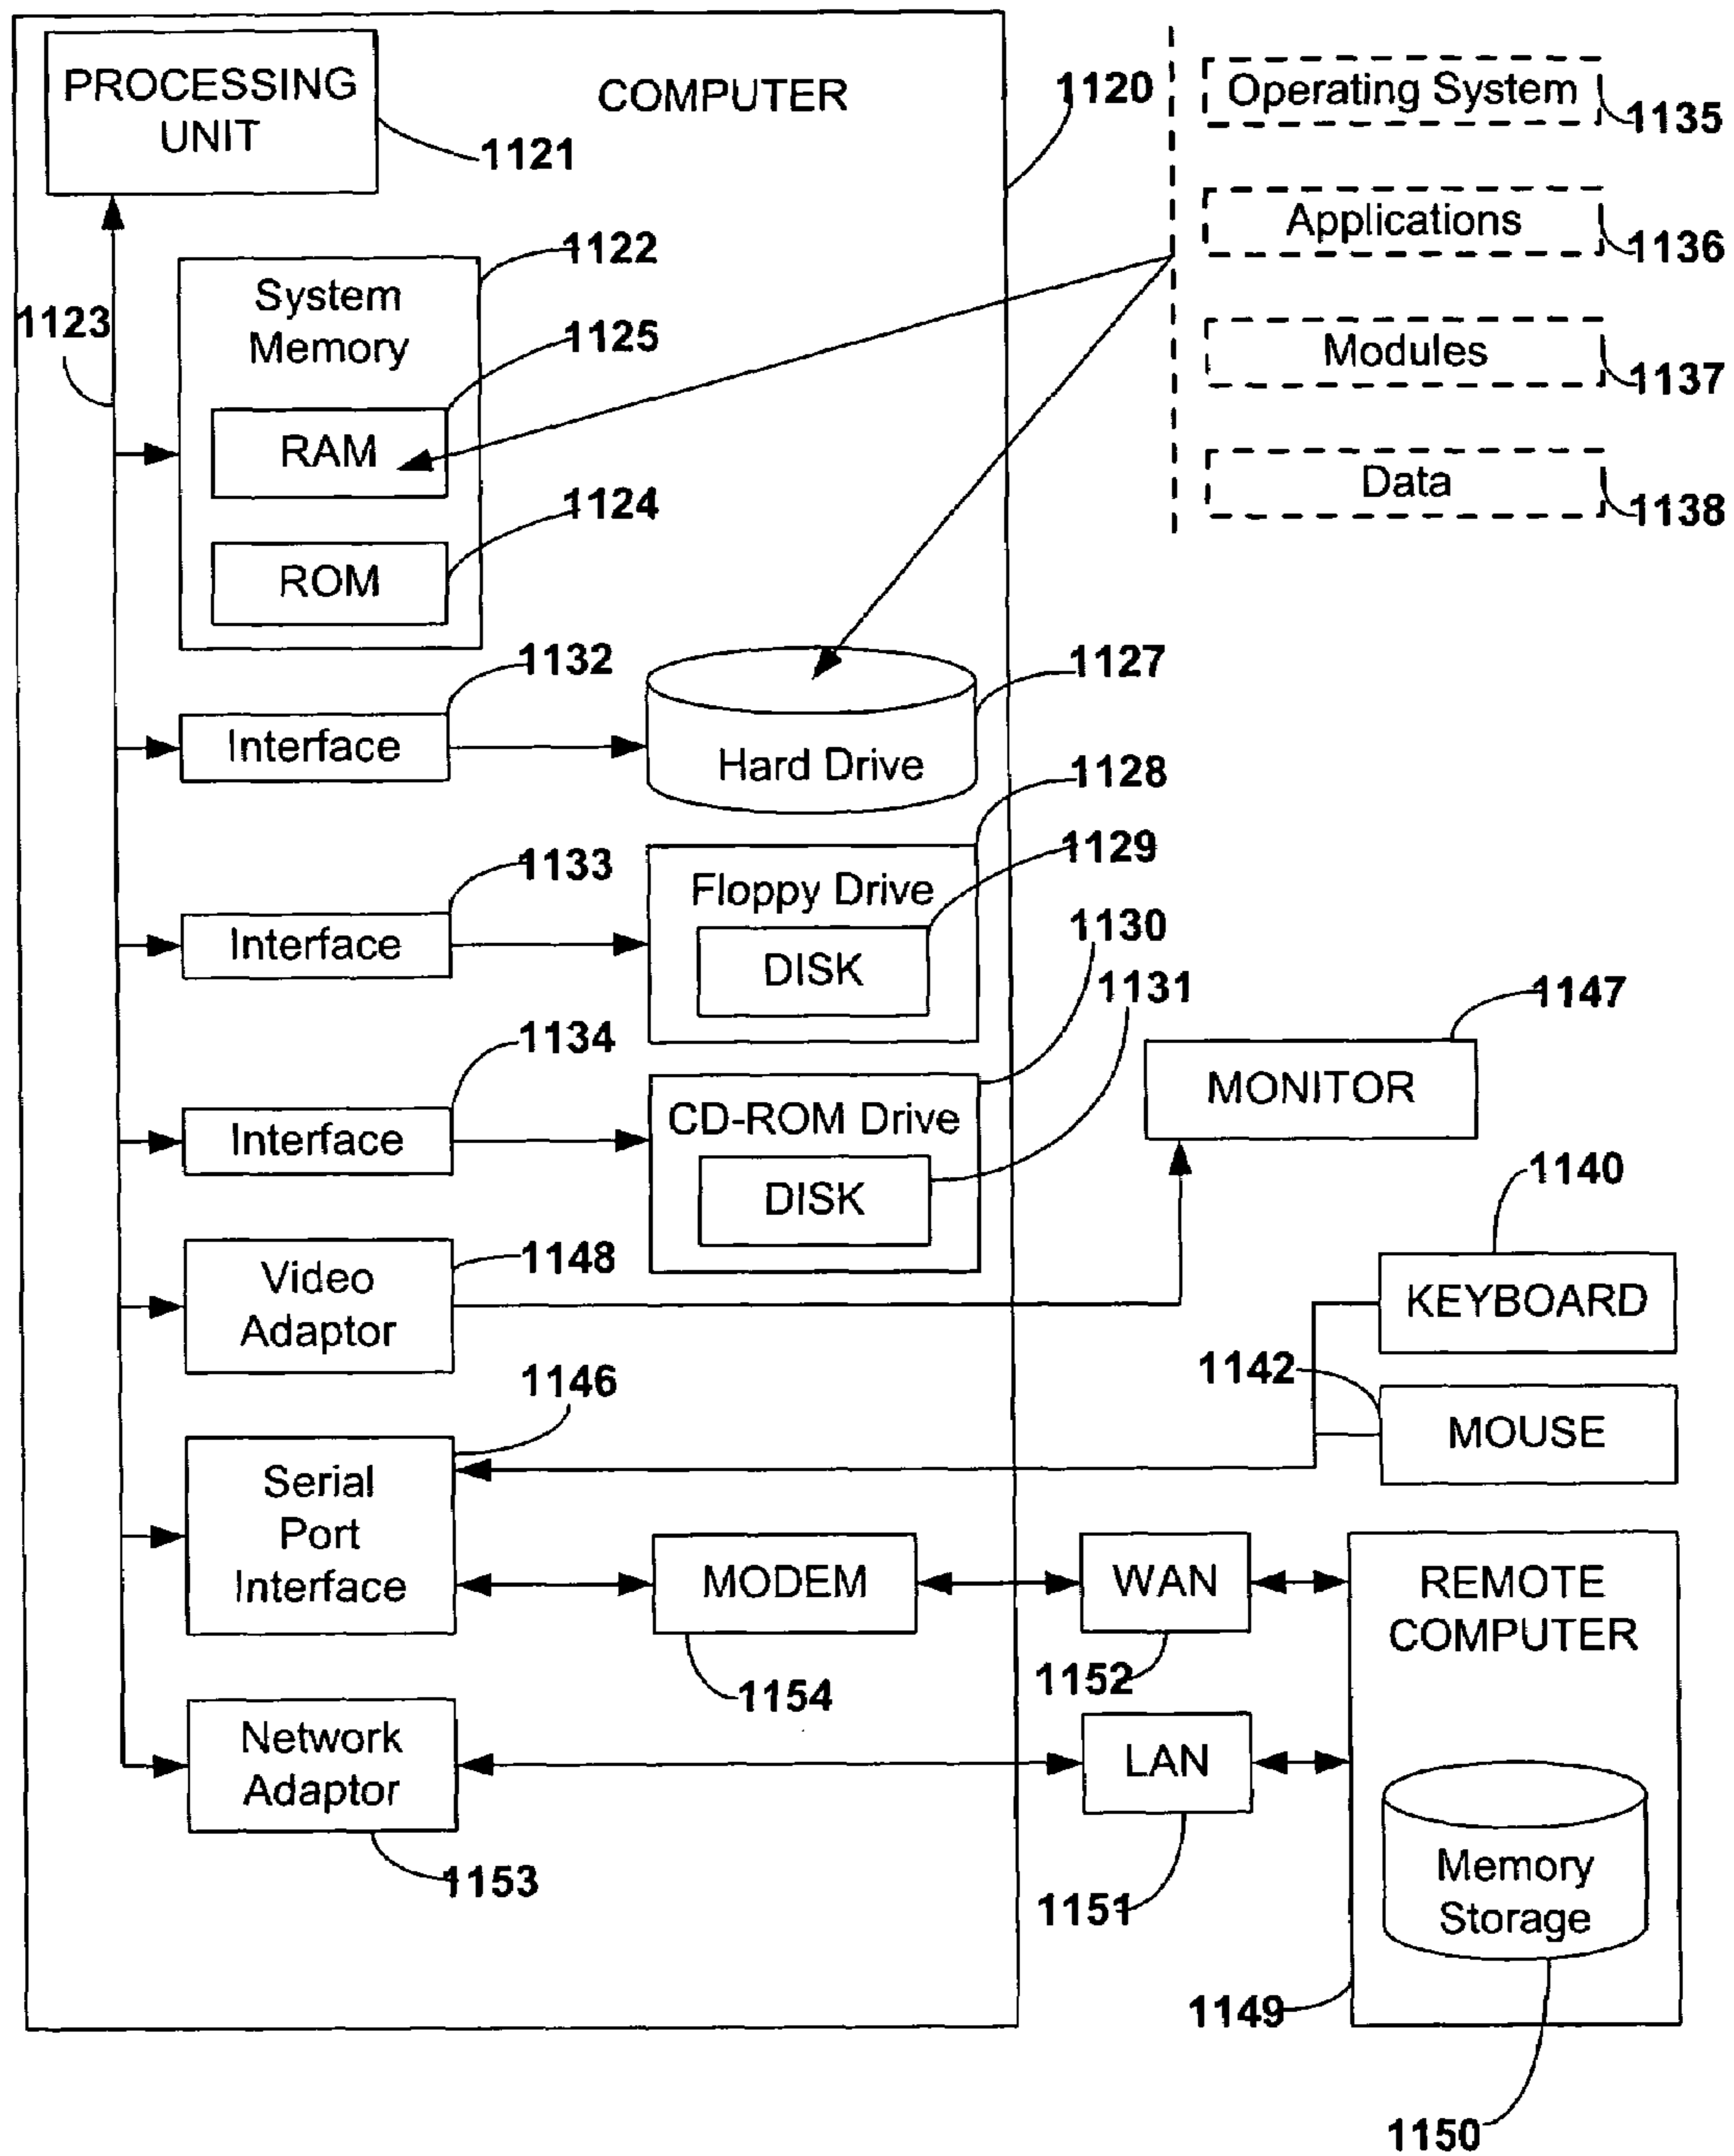 PROCESSING
UNIT
COMPUTER
1121
1120
Operating System
1135
Applications
1136
Modules
1137
Data
1138
1123
1122
System
Memory
1125
RAM
1124
ROM
1132
Interface
1127
Hard Drive
1128
1133
Interface
Floppy Drive
1129
DISK
1130
1131
1134
Interface
CD-ROM Drive
DISK
1147
MONITOR
1140
KEYBOARD
1142
MOUSE
1148
Video
Adaptor
1146
Serial
Port
Interface
MODEM
1154
WAN
1152
REMOTE
COMPUTER
Network
Adaptor
1153
LAN
1151
Memory
Storage
1149
1150